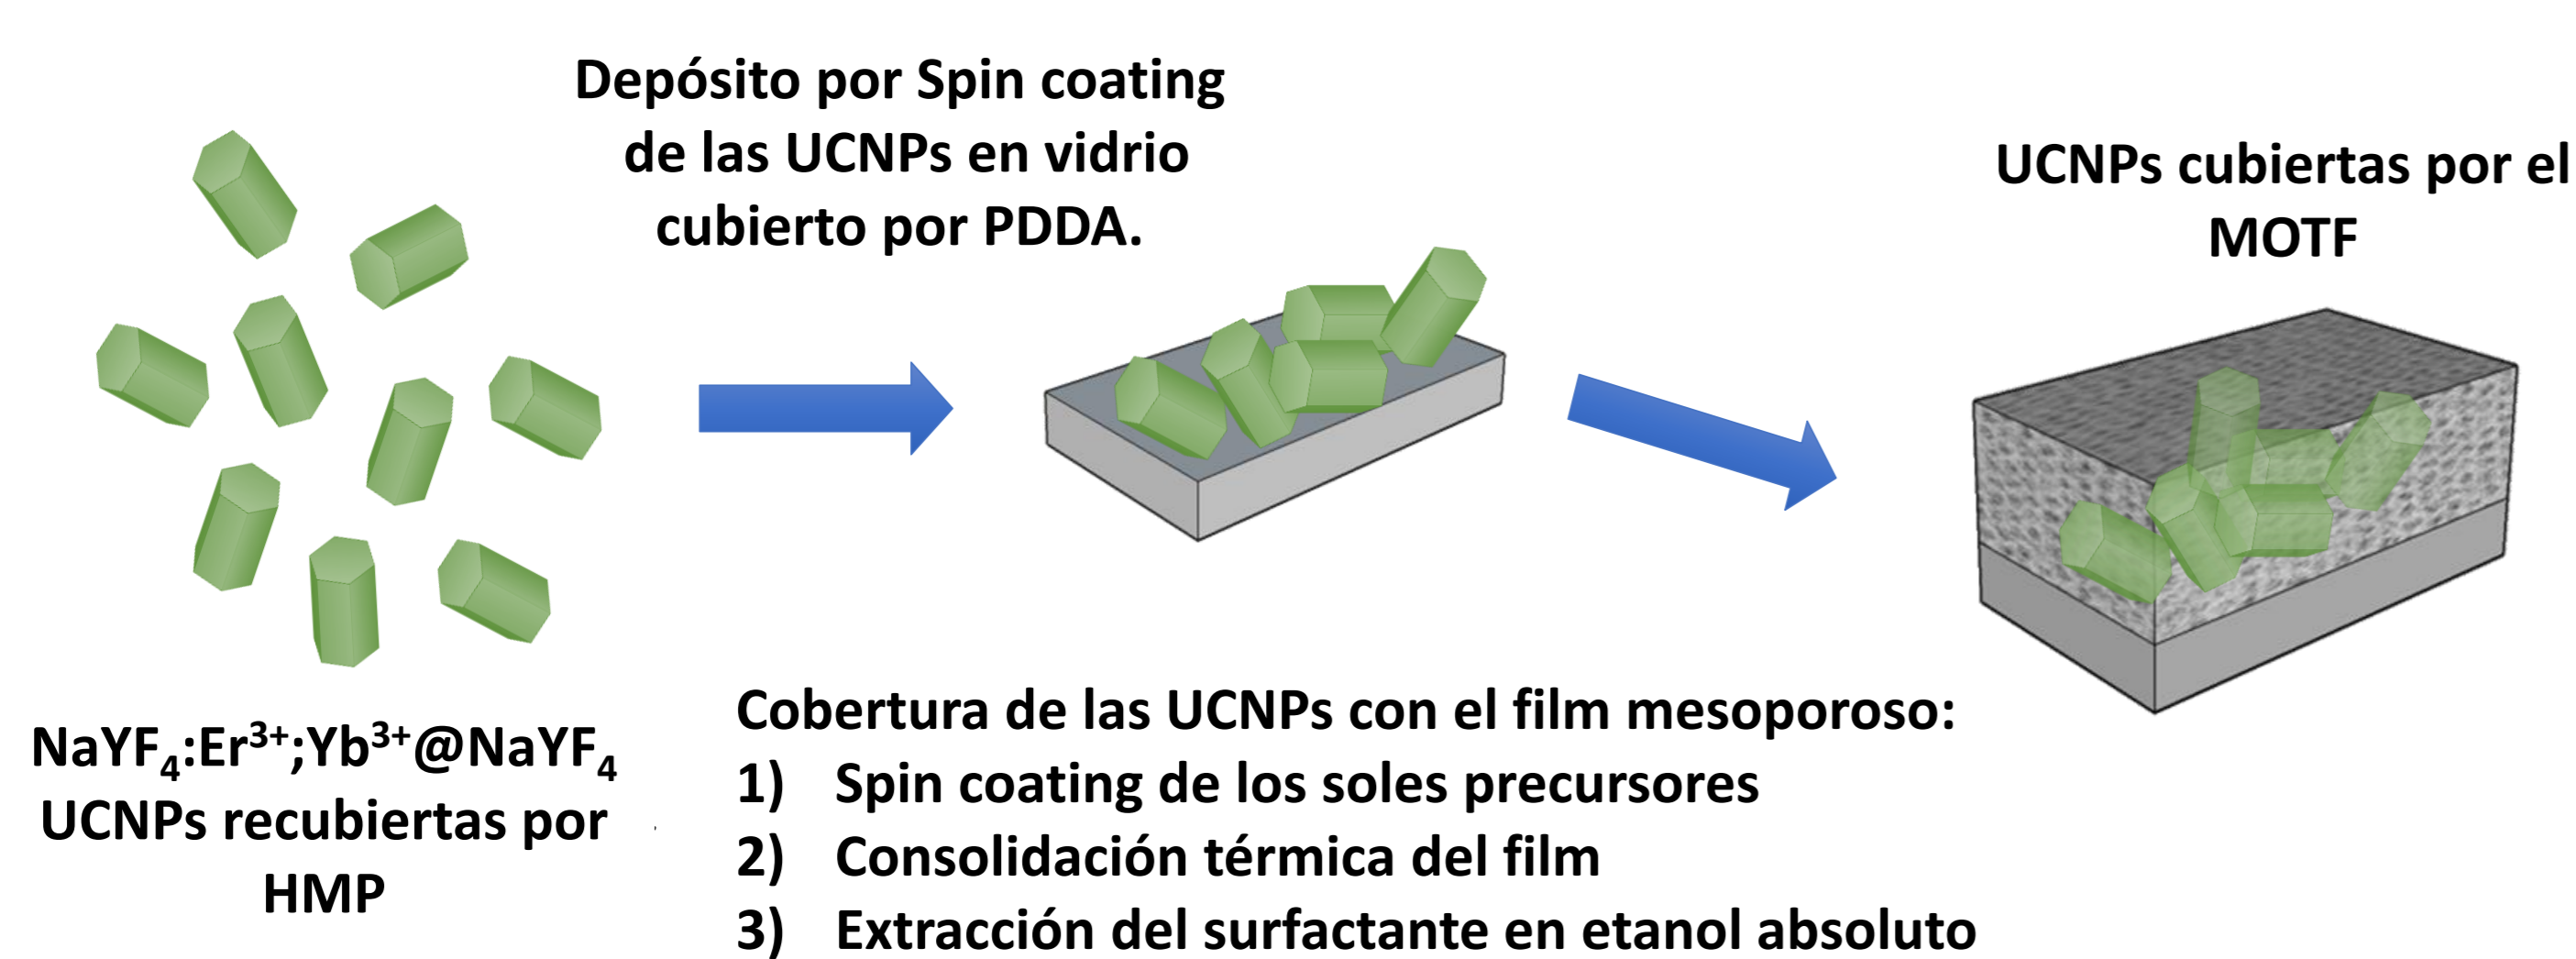 Depósito por Spin coating
de las UCNPs en vidrio
cubierto por PDDA.
UCNPs cubiertas por el
MOTF
NaYF₄:Er³⁺;Yb³⁺@NaYF₄
UCNPs recubiertas por
HMP
,
Cobertura de las UCNPs con el film mesoporoso:
1) Spin coating de los soles precursores
2) Consolidación térmica del film
3) Extracción del surfactante en etanol absoluto